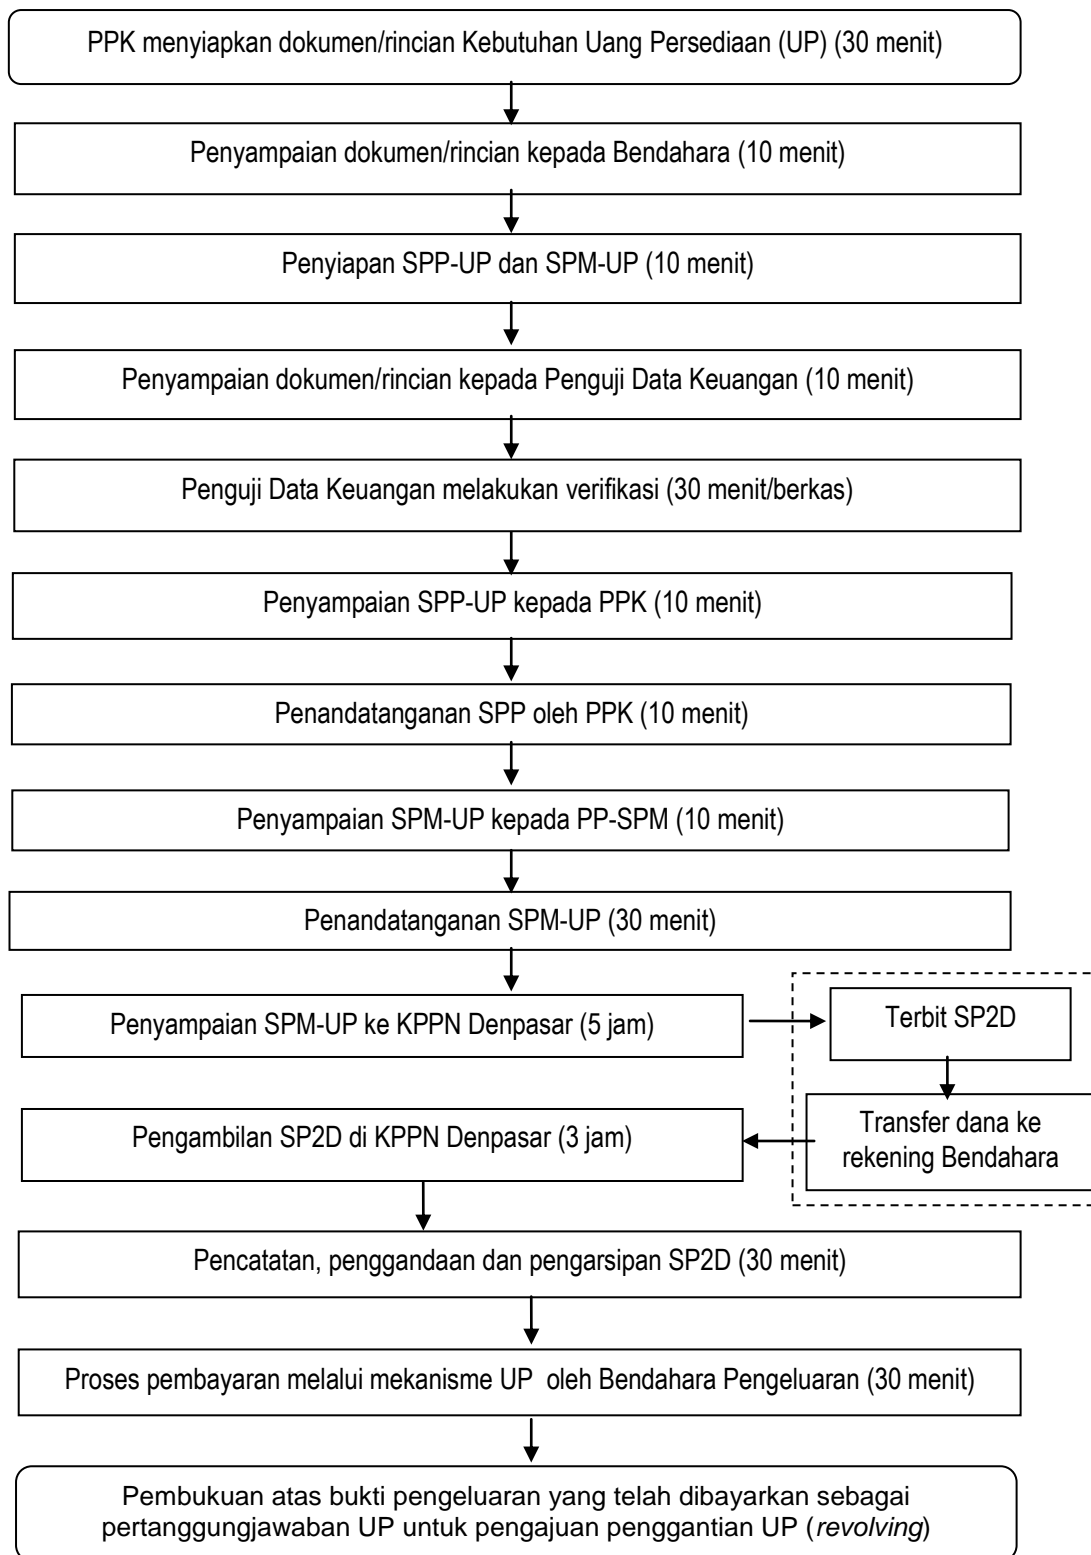 PPK menyiapkan dokumen/rincian Kebutuhan Uang Persediaan (UP) (30 menit)
Penyampaian dokumen/rincian kepada Bendahara (10 menit)
Penyiapan SPP-UP dan SPM-UP (10 menit)
Penyampaian dokumen/rincian kepada Penguji Data Keuangan (10 menit)
Penguji Data Keuangan melakukan verifikasi (30 menit/berkas)
Penyampaian SPP-UP kepada PPK (10 menit)
Penandatanganan SPP oleh PPK (10 menit)
Penyampaian SPM-UP kepada PP-SPM (10 menit)
Penandatanganan SPM-UP (30 menit)
Penyampaian SPM-UP ke KPPN Denpasar (5 jam)
Terbit SP2D
Transfer dana ke
rekening Bendahara
Pengambilan SP2D di KPPN Denpasar (3 jam)
Pencatatan, penggandaan dan pengarsipan SP2D (30 menit)
Proses pembayaran melalui mekanisme UP oleh Bendahara Pengeluaran (30 menit)
Pembukuan atas bukti pengeluaran yang telah dibayarkan sebagai
pertanggungjawaban UP untuk pengajuan penggantian UP (revolving)